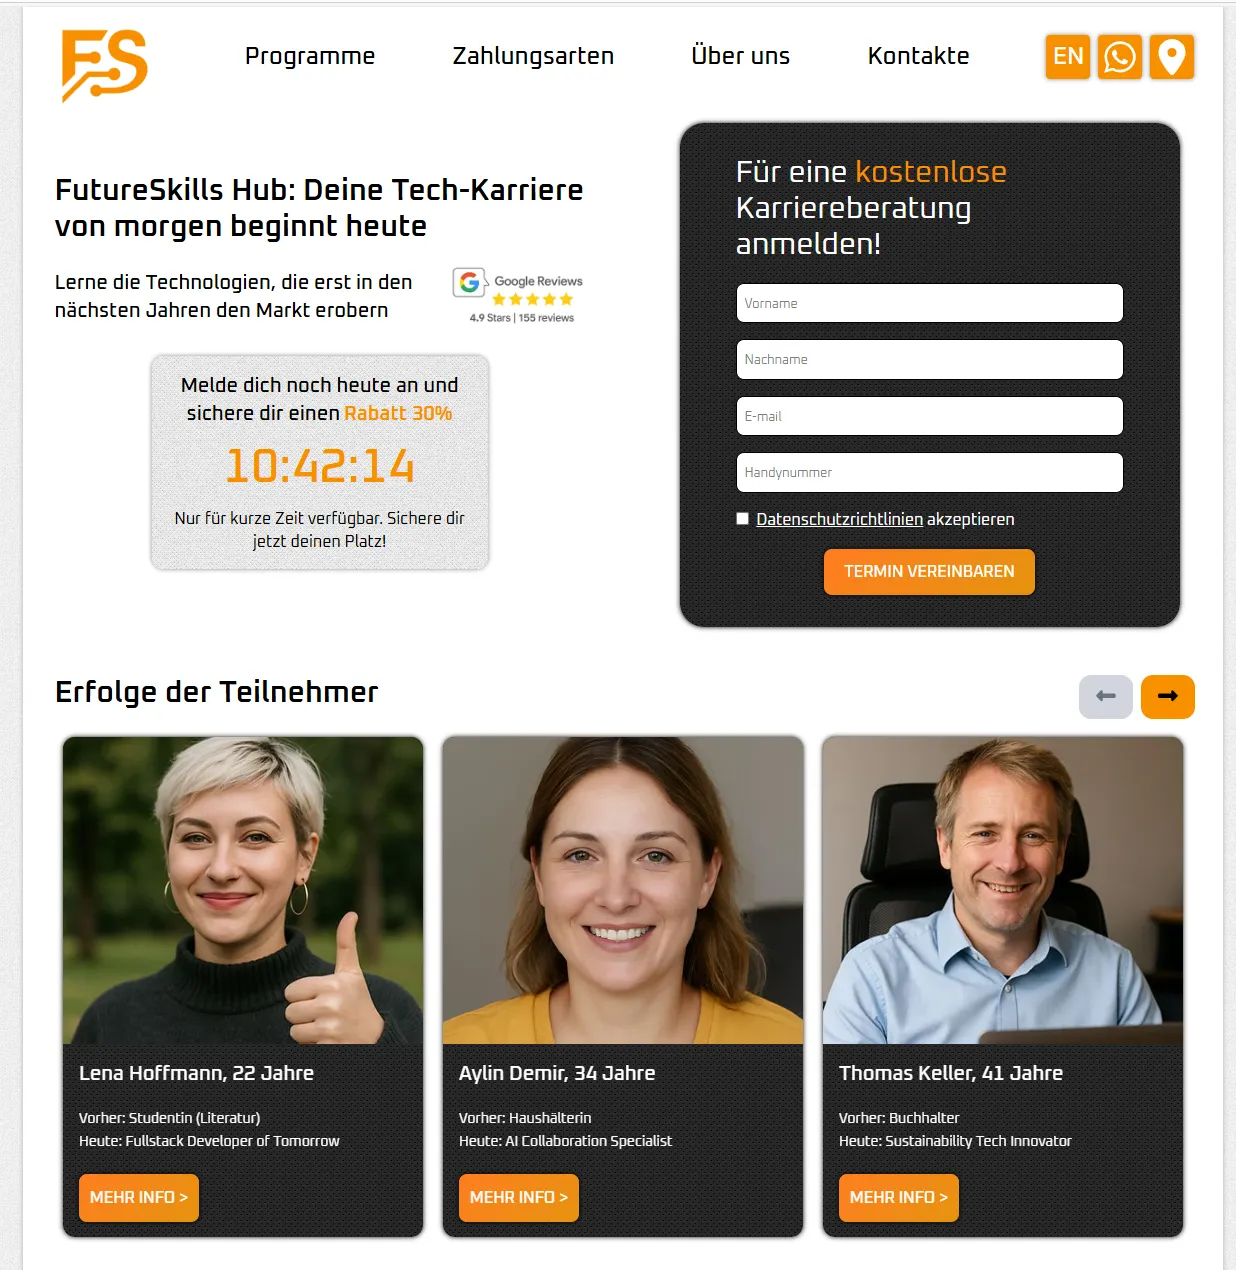 FS
Programme
Zahlungsarten
Über uns
Kontakte
EN
FutureSkills Hub: Deine Tech-Karriere
von morgen beginnt heute
Lerne die Technologien, die erst in den
nächsten Jahren den Markt erobern
G Google Reviews
4.9 Stars | 155 reviews
Melde dich noch heute an und
sichere dir einen Rabatt 30%
10:42:14
Nur für kurze Zeit verfügbar. Sichere dir
jetzt deinen Platz!
Für eine kostenlose
Karriereberatung
anmelden!
Vorname
Nachname
E-mail
Handynummer
Datenschutzrichtlinien akzeptieren
TERMIN VEREINBAREN
Erfolge der Teilnehmer
Lena Hoffmann, 22 Jahre
Vorher: Studentin (Literatur)
Heute: Fullstack Developer of Tomorrow
MEHR INFO >
Aylin Demir, 34 Jahre
Vorher: Haushälterin
Heute: AI Collaboration Specialist
MEHR INFO >
Thomas Keller, 41 Jahre
Vorher: Buchhalter
Heute: Sustainability Tech Innovator
MEHR INFO >